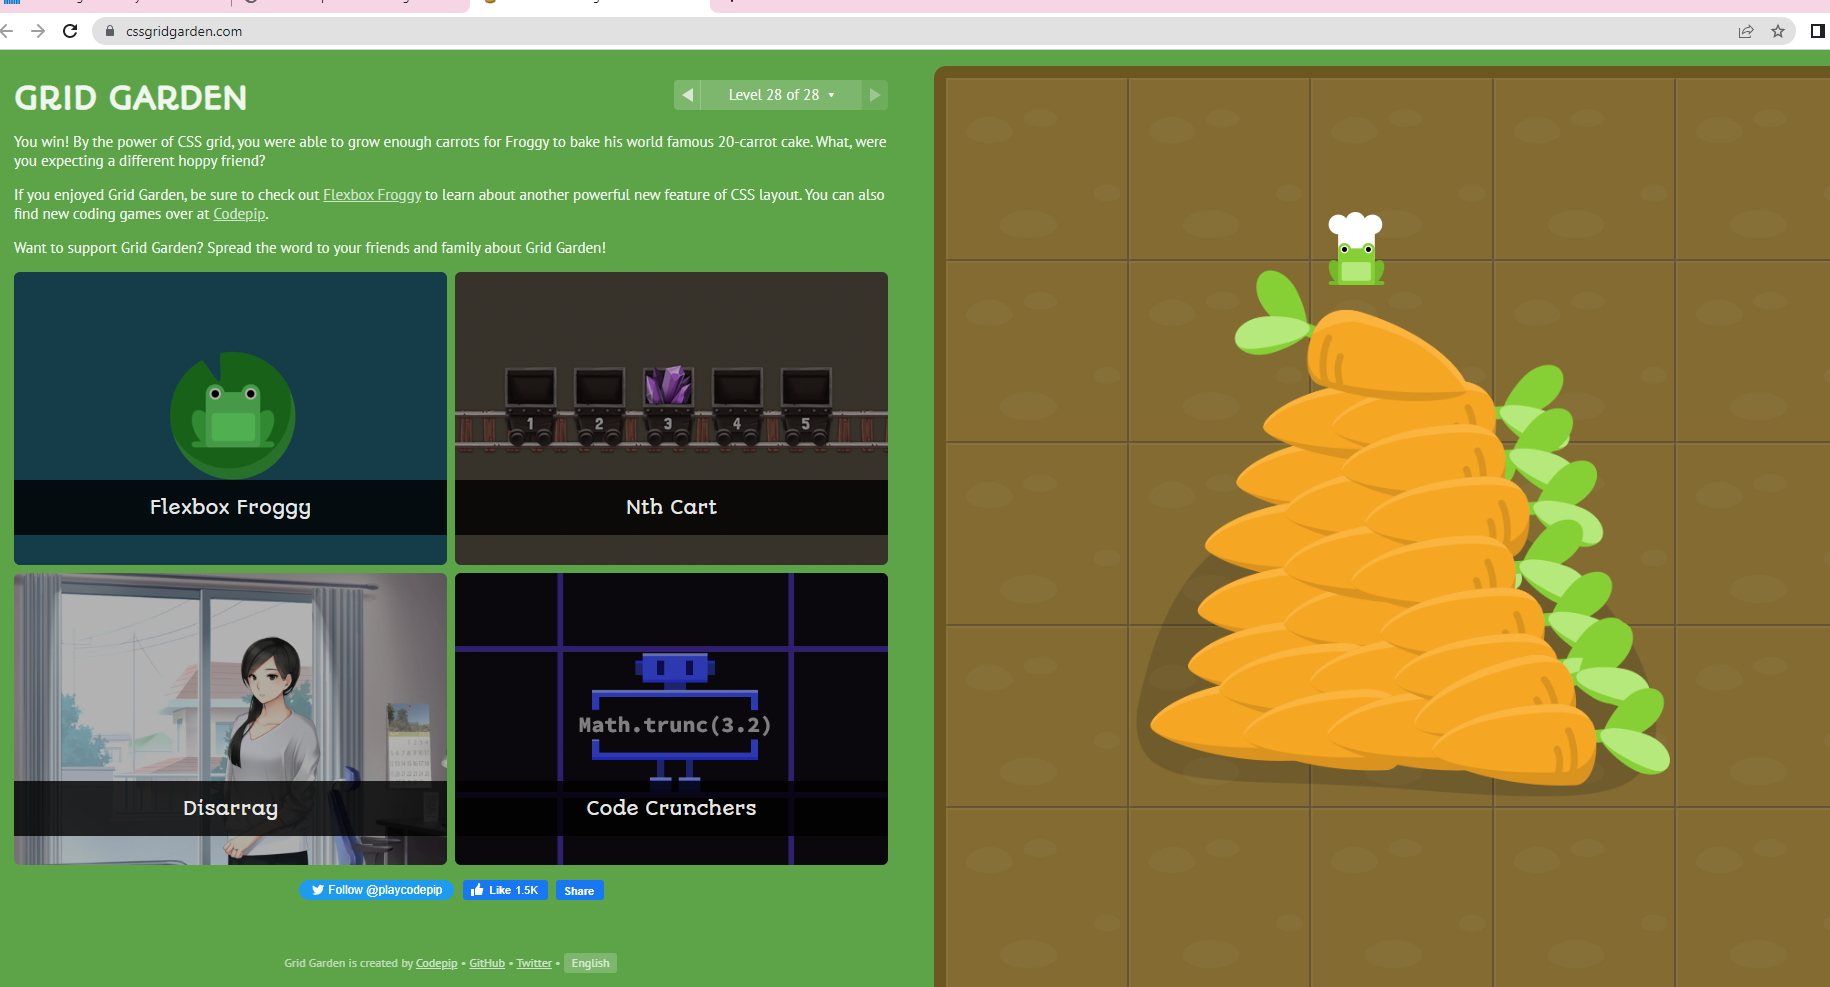 cssgridgarden.com
GRID GARDEN
Level 28 of 28
You win! By the power of CSS grid, you were able to grow enough carrots for Froggy to bake his world famous 20-carrot cake. What, were
you expecting a different hoppy friend?
If you enjoyed Grid Garden, be sure to check out Flexbox Froggy to learn about another powerful new feature of CSS layout. You can also
find new coding games over at Codepip.
Want to support Grid Garden? Spread the word to your friends and family about Grid Garden!
Flexbox Froggy
1 2 3 4 5
Nth Cart
Disarray
Math.trunc(3.2)
Code Crunchers
Follow @playcodepip Like 1.5K Share
Grid Garden is created by Codepip • GitHub • Twitter • English